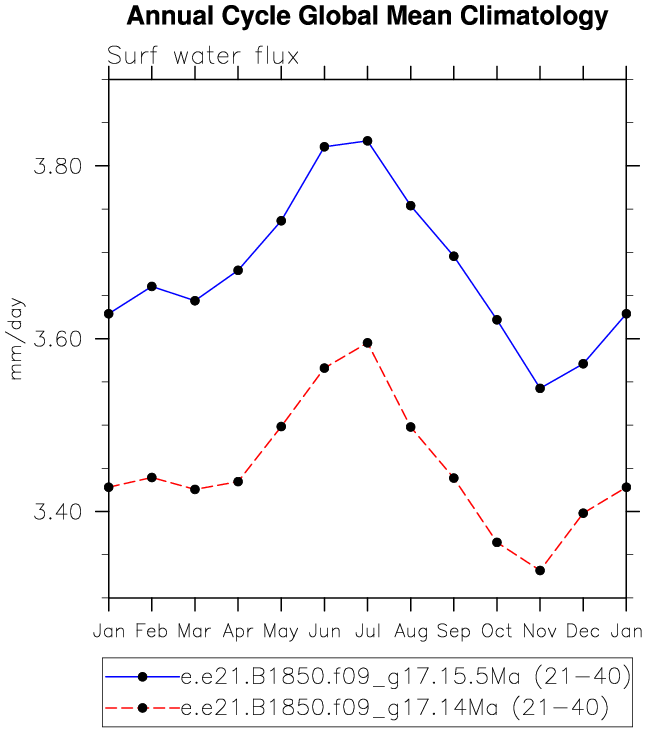 Annual Cycle Global Mean Climatology
Surf water flux
3.80
3.60
3.40
mm/day
Jan Feb Mar Apr May Jun Jul Aug Sep Oct Nov Dec Jan
e.e21.B1850.f09_g17.15.5Ma (21-40)
e.e21.B1850.f09_g17.14Ma (21-40)